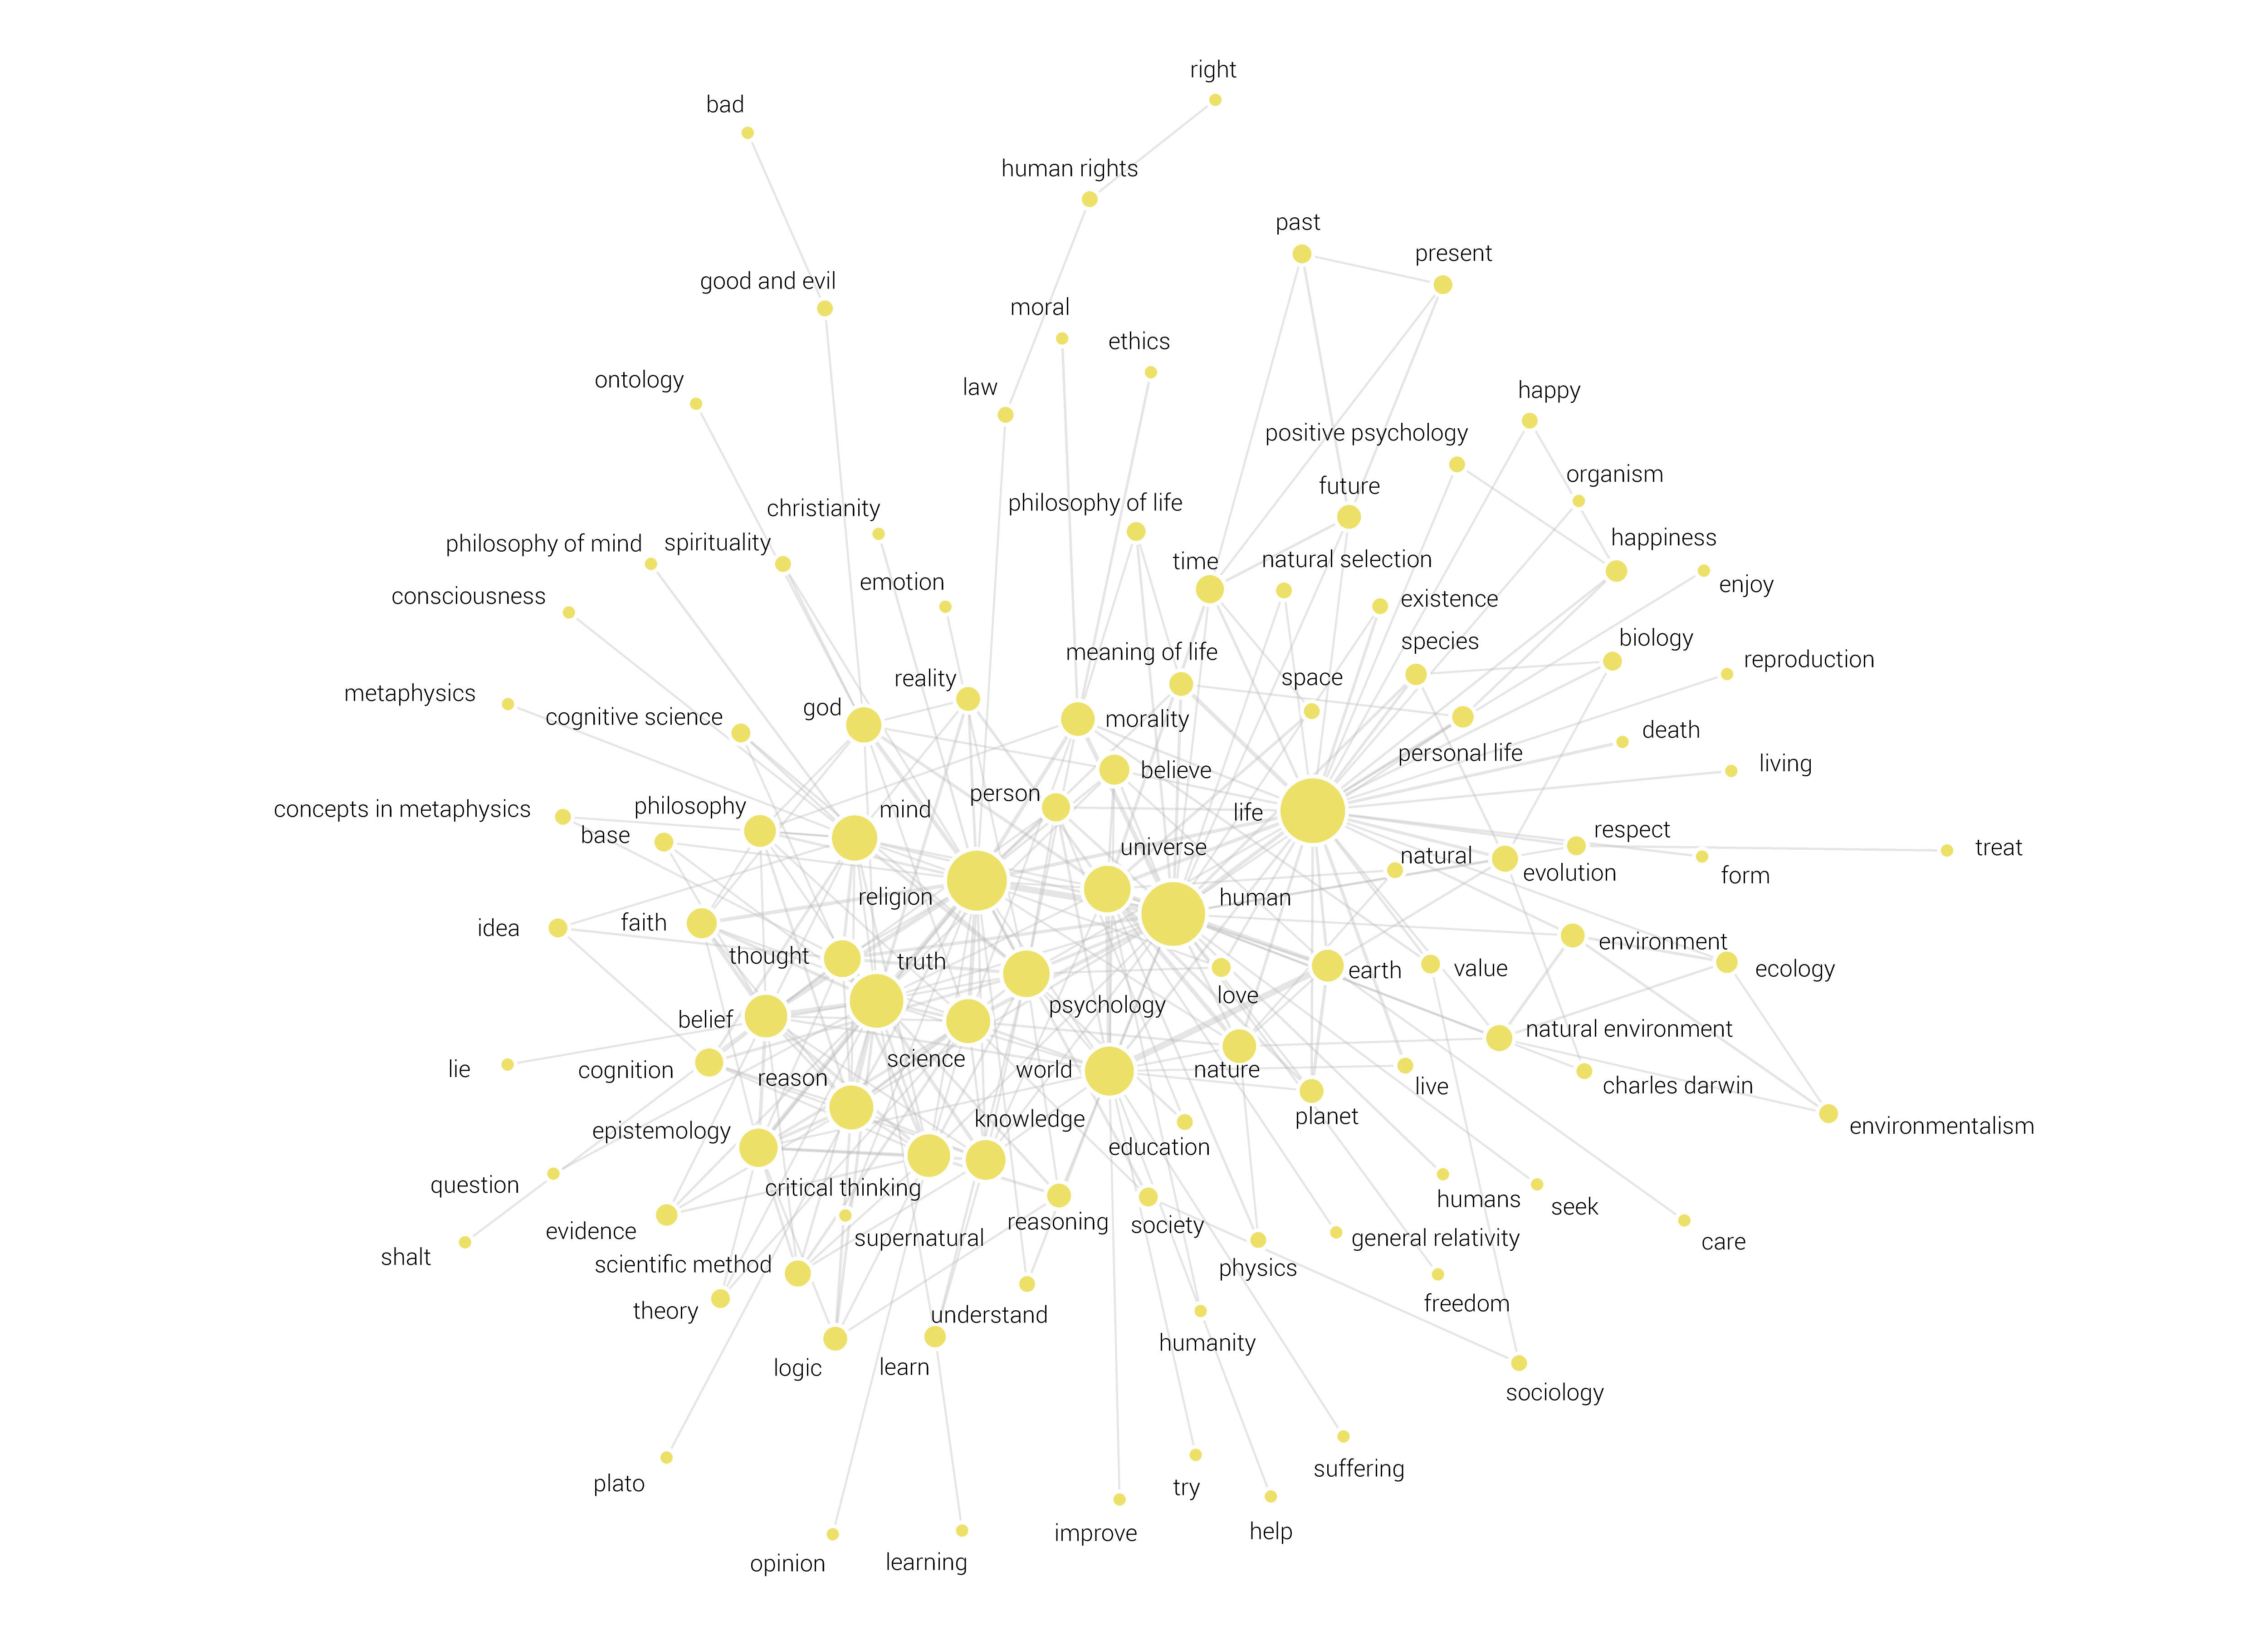 right
bad
human rights
past
present
good and evil
moral
ethics
ontology
law
happy
positive psychology
organism
future
philosophy of life
christianity
happiness
philosophy of mind
spirituality
time
natural selection
emotion
enjoy
consciousness
existence
species
biology
meaning of life
reproduction
reality
space
metaphysics
god
cognitive science
morality
death
personal life
living
believe
person
philosophy
mind
concepts in metaphysics
life
base
respect
universe
treat
natural
evolution
form
religion
human
faith
idea
environment
thought
truth
earth
value
ecology
love
psychology
belief
natural environment
science
lie
cognition
world
nature
reason
live
charles darwin
planet
knowledge
environmentalism
epistemology
education
question
critical thinking
humans
seek
reasoning
society
evidence
supernatural
general relativity
care
shalt
scientific method
physics
freedom
theory
understand
humanity
logic
learn
sociology
suffering
plato
try
improve
help
opinion
learning